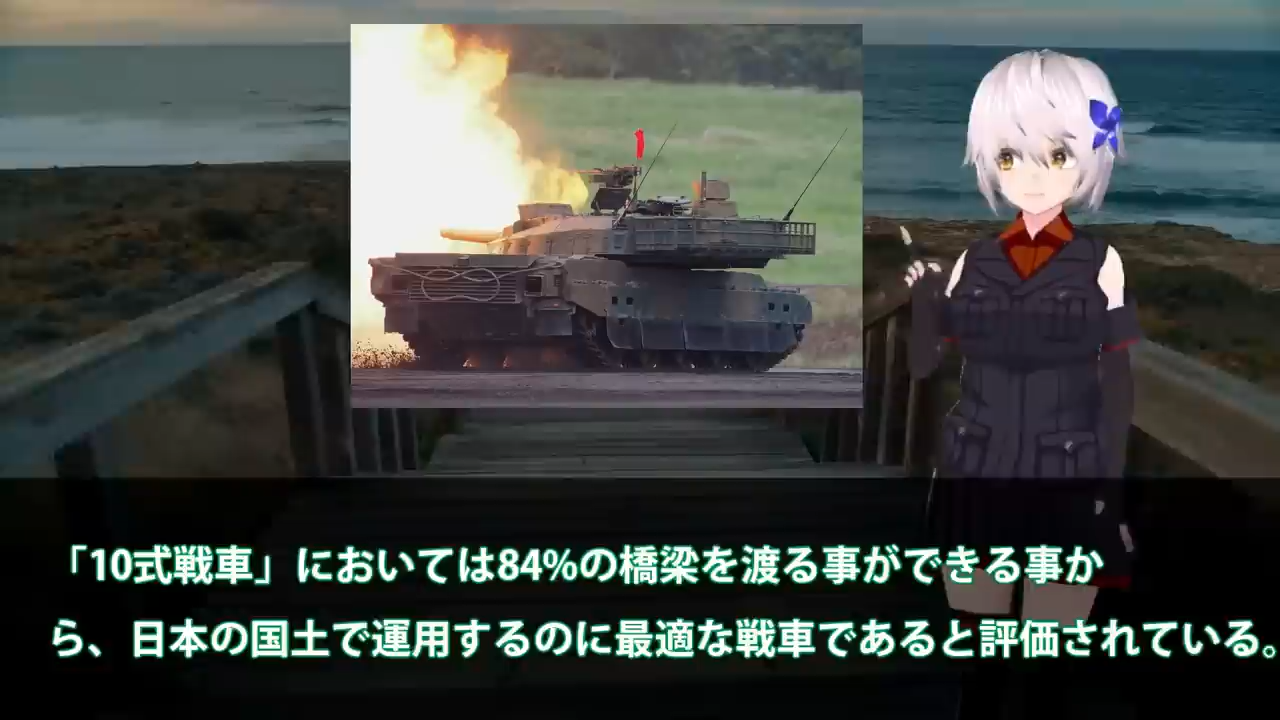 「10式戦車」においては84%の橋梁を渡る事ができる事か
ら、日本の国土で運用するのに最適な戦車であると評価されている。